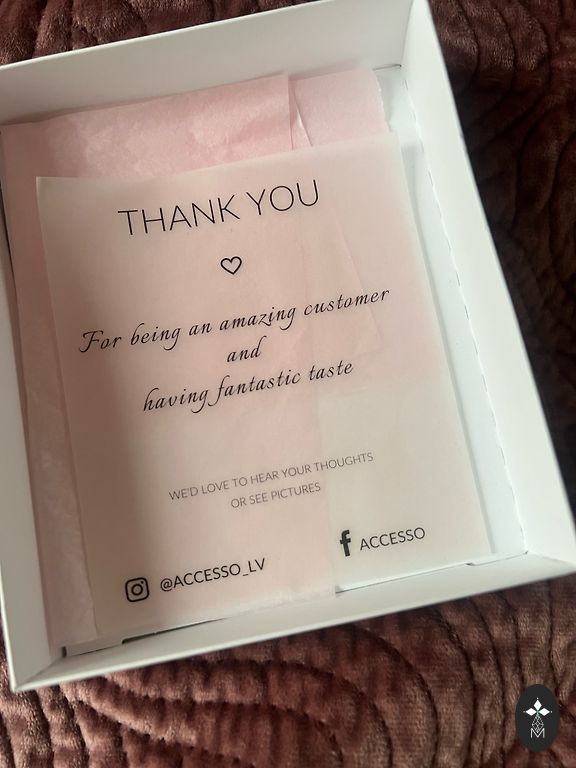 THANK YOU
For being an amazing customer
and
having fantastic taste
WE'D LOVE TO HEAR YOUR THOUGHTS
OR SEE PICTURES
@ACCESSO_LV
f ACCESSO
M